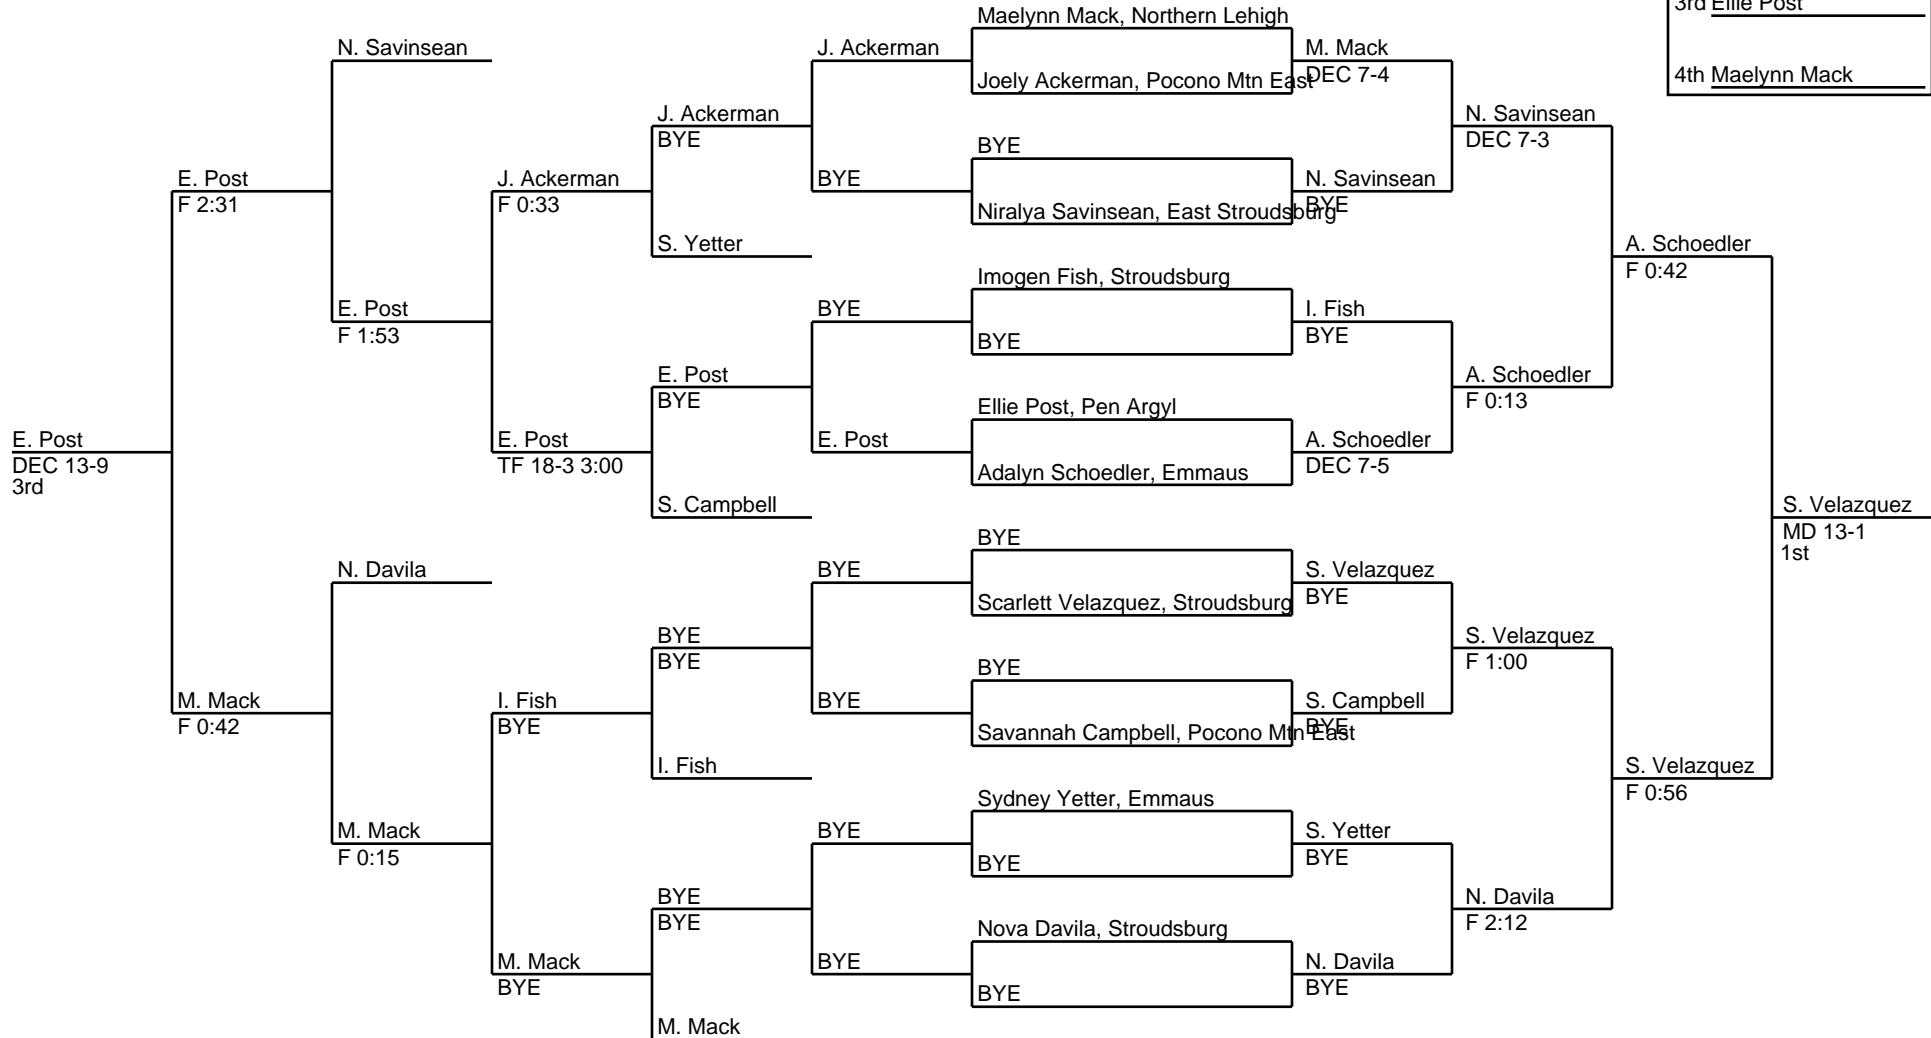 3rd Ellie Post
4th Maelynn Mack
E. Post
DEC 13-9
3rd
E. Post
F 2:31
M. Mack
F 0:42
N. Savinsean
E. Post
F 1:53
N. Davila
M. Mack
F 0:15
J. Ackerman
F 0:33
E. Post
TF 18-3 3:00
I. Fish
BYE
M. Mack
BYE
J. Ackerman
BYE
S. Yetter
E. Post
BYE
S. Campbell
BYE
BYE
I. Fish
BYE
BYE
M. Mack
J. Ackerman
BYE
BYE
E. Post
BYE
BYE
BYE
BYE
Maelynn Mack, Northern Lehigh
Joely Ackerman, Pocono Mtn East
BYE
Niralya Savinsean, East Stroudsburg
Imogen Fish, Stroudsburg
BYE
Ellie Post, Pen Argyl
Adalyn Schoedler, Emmaus
BYE
Scarlett Velazquez, Stroudsburg
BYE
Savannah Campbell, Pocono Mtn East
Sydney Yetter, Emmaus
BYE
Nova Davila, Stroudsburg
BYE
M. Mack
DEC 7-4
N. Savinsean
BYE
I. Fish
BYE
A. Schoedler
DEC 7-5
S. Velazquez
BYE
S. Campbell
BYE
S. Yetter
BYE
N. Davila
BYE
N. Savinsean
DEC 7-3
A. Schoedler
F 0:13
S. Velazquez
F 1:00
N. Davila
F 2:12
A. Schoedler
F 0:42
S. Velazquez
F 0:56
S. Velazquez
MD 13-1
1st